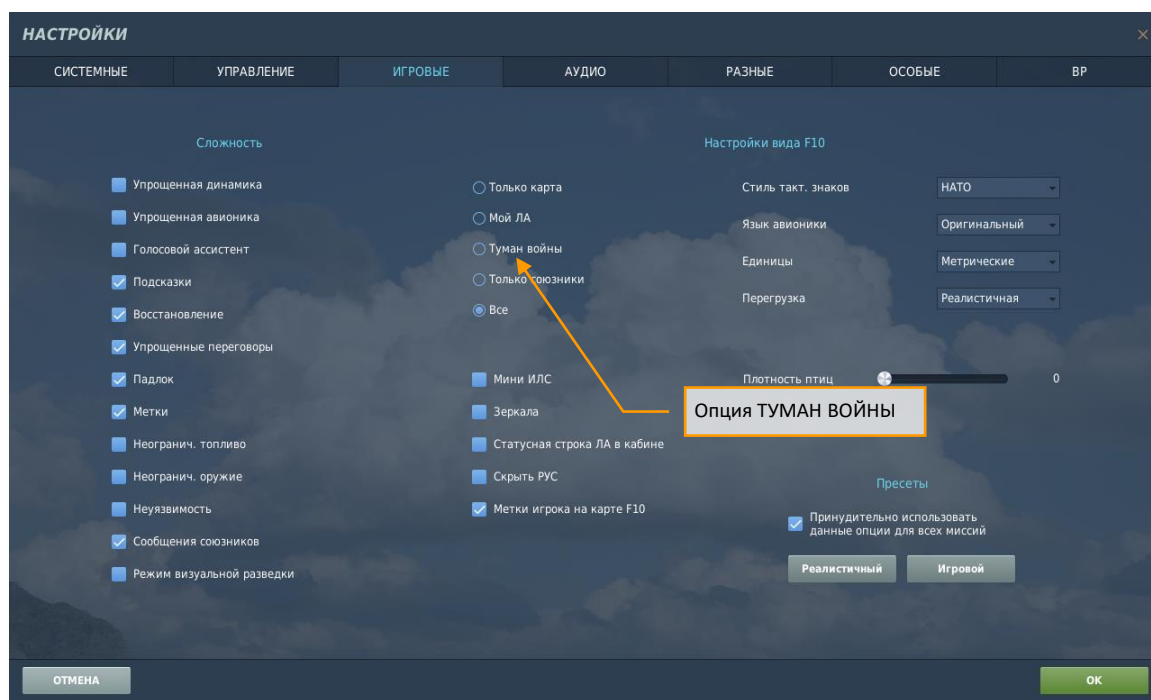 НАСТРОЙКИ
СИСТЕМНЫЕ УПРАВЛЕНИЕ ИГРОВЫЕ АУДИО РАЗНЫЕ ОСОБЫЕ ВР
Сложность
Упрощенная динамика
Упрощенная авионика
Голосовой ассистент
Подсказки
Восстановление
Упрощенные переговоры
Падлок
Метки
Неогранич. топливо
Неогранич. оружие
Неуязвимость
Сообщения союзников
Режим визуальной разведки
Только карта
Мой ЛА
Туман войны
Только союзники
Все
Мини ИЛС
Зеркала
Статусная строка ЛА в кабине
Скрыть РУС
Метки игрока на карте F10
Настройки вида F10
Стиль такт. знаков НАТО
Язык авионики Оригинальный
Единицы Метрические
Перегрузка Реалистичная
Плотность птиц 0
Опция ТУМАН ВОЙНЫ
Пресеты
Принудительно использовать
данные опции для всех миссий
Реалистичный Игровой
ОТМЕНА OK